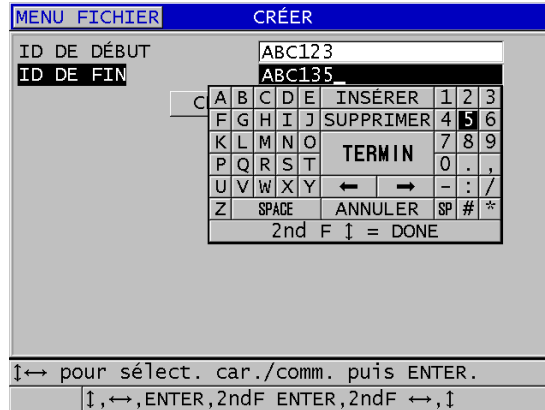 MENU FICHIER CRÉER
ID DE DÉBUT ABC123
ID DE FIN ABC135_
A B C D E INSÉRER 1 2 3
F G H I J SUPPRIMER 4 5 6
K L M N O TERMIN 7 8 9
P Q R S T 0 . ,
U V W X Y ← → - : /
Z SPACE ANNULER SP # *
2nd F ↕ = DONE
↕↔ pour sélect. car./comm. puis ENTER.
↕,↔,ENTER,2ndF ENTER,2ndF ↔,↕